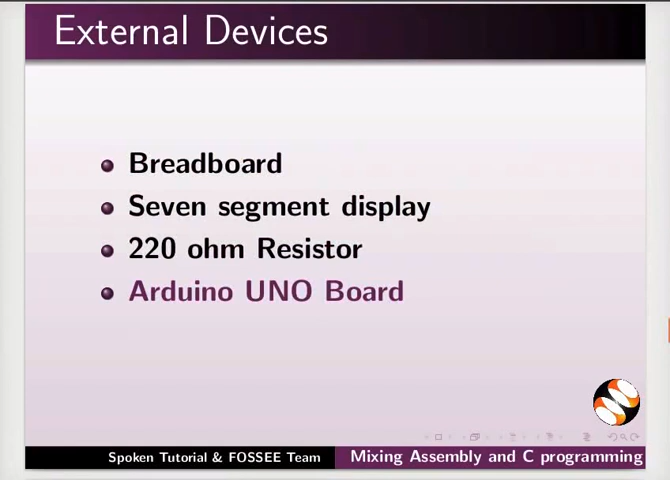 External Devices
Breadboard
Seven segment display
220 ohm Resistor
Arduino UNO Board
Spoken Tutorial & FOSSEE Team
Mixing Assembly and C programming